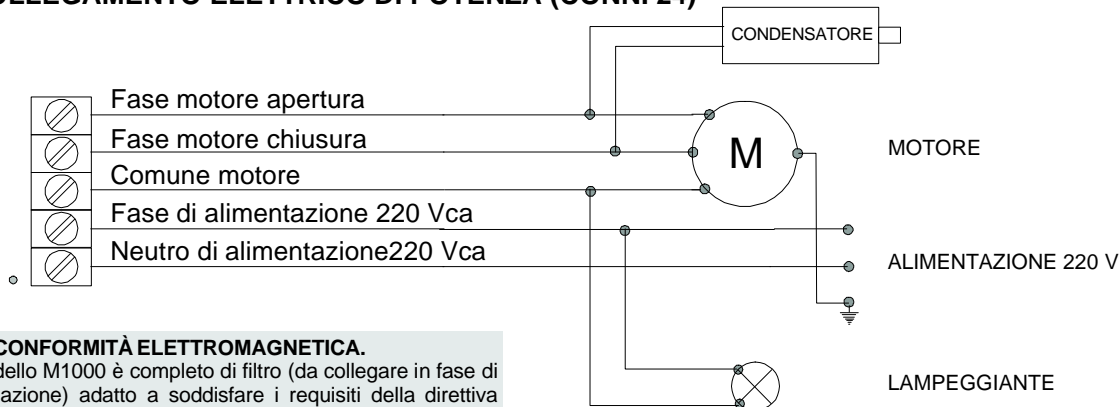 CONDENSATORE
Fase motore apertura
Fase motore chiusura
M
MOTORE
Comune motore
Fase di alimentazione 220 Vca
Neutro di alimentazione220 Vca
ALIMENTAZIONE 220 V
CONFORMITÀ ELETTROMAGNETICA.
M1000 è completo di filtro (da collegare in fase di
adatto a soddisfare i requisiti della direttiva
LAMPEGGIANTE